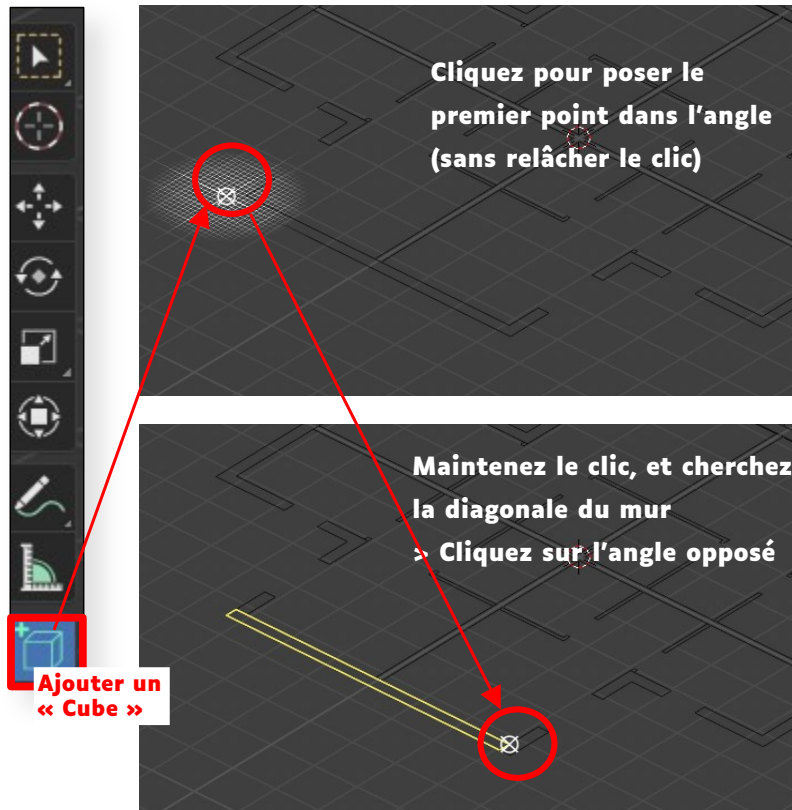 Cliquez pour poser le
premier point dans l'angle
(sans relâcher le clic)
Maintenez le clic, et cherchez
la diagonale du mur
> Cliquez sur l'angle opposé
Ajouter un
« Cube »